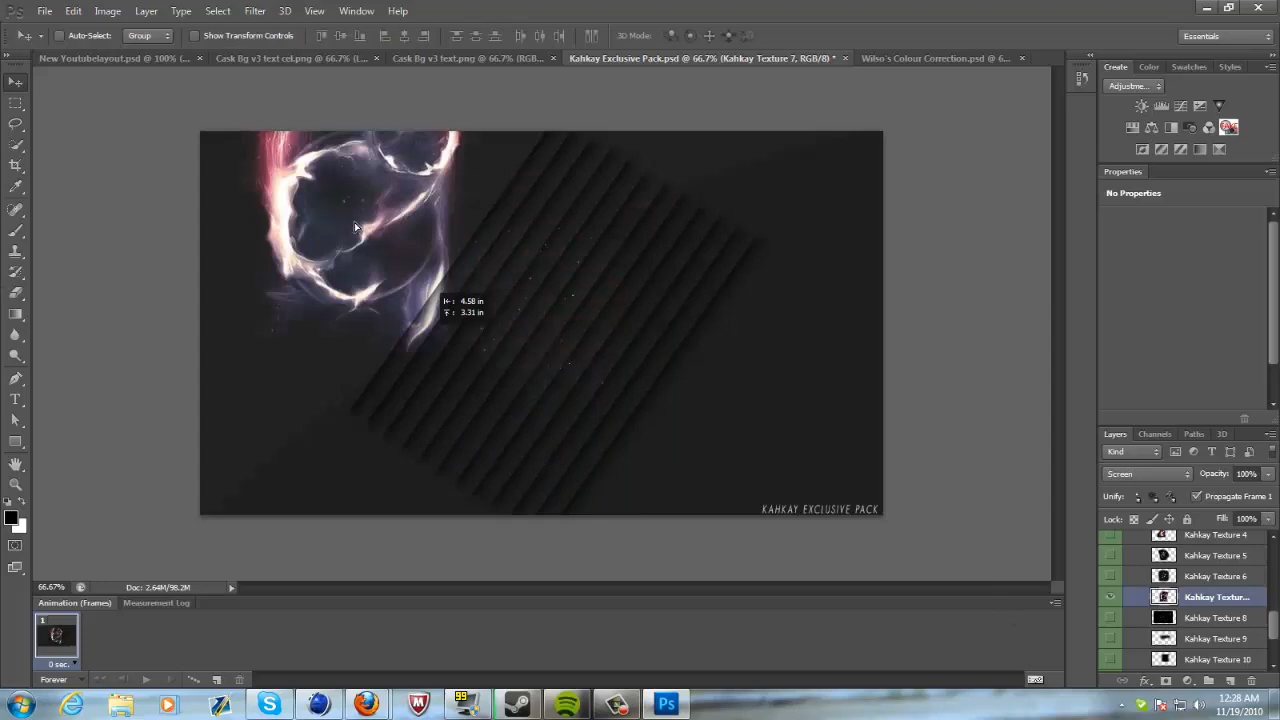 Ps File Edit Image Layer Type Select Filter 3D View Window Help
Auto-Select: Group Show Transform Controls 3D Mode: Essentials
New Youtubelayout.psd @ 100% (... × Cask Bg v3 text cel.png @ 66.7% (L... × Cask Bg v3 text.png @ 66.7% (RGB... × Kahkay Exclusive Pack.psd @ 66.7% (Kahkay Texture 7, RGB/8) * × Wilso's Colour Correction.psd @ 6... ×
Create Color Swatches Styles
Adjustme...
Properties
No Properties
4.58 in
3.31 in
KAHKAY EXCLUSIVE PACK
Layers Channels Paths 3D
Kind
Screen Opacity: 100%
Unify: Propagate Frame 1
Lock: Fill: 100%
Kahkay Texture 4
Kahkay Texture 5
Kahkay Texture 6
Kahkay Textur...
Kahkay Texture 8
Kahkay Texture 9
Kahkay Texture 10
66.67% Doc: 2.64M/98.2M
Animation (Frames) Measurement Log
1
0 sec.
Forever
12:28 AM
11/19/2010